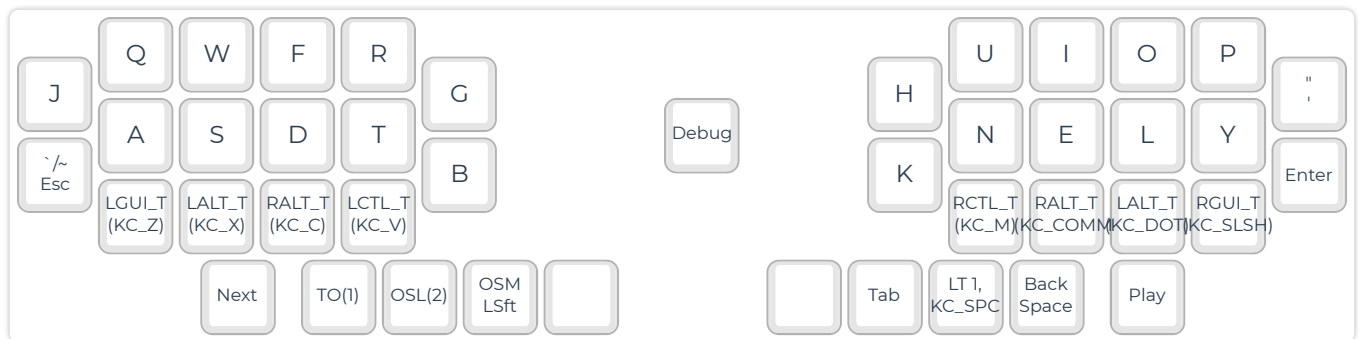 Q W F R
U I O P
J
G
H
"
'
A S D T
Debug
N E L Y
`/~
Esc
B
K
Enter
LGUI_T
(KC_Z)
LALT_T
(KC_X)
RALT_T
(KC_C)
LCTL_T
(KC_V)
RCTL_T
(KC_M)
RALT_T
(KC_COMM)
LALT_T
(KC_DOT)
RGUI_T
(KC_SLSH)
Next
TO(1)
OSL(2)
OSM
LSft
Tab
LT 1,
KC_SPC
Back
Space
Play